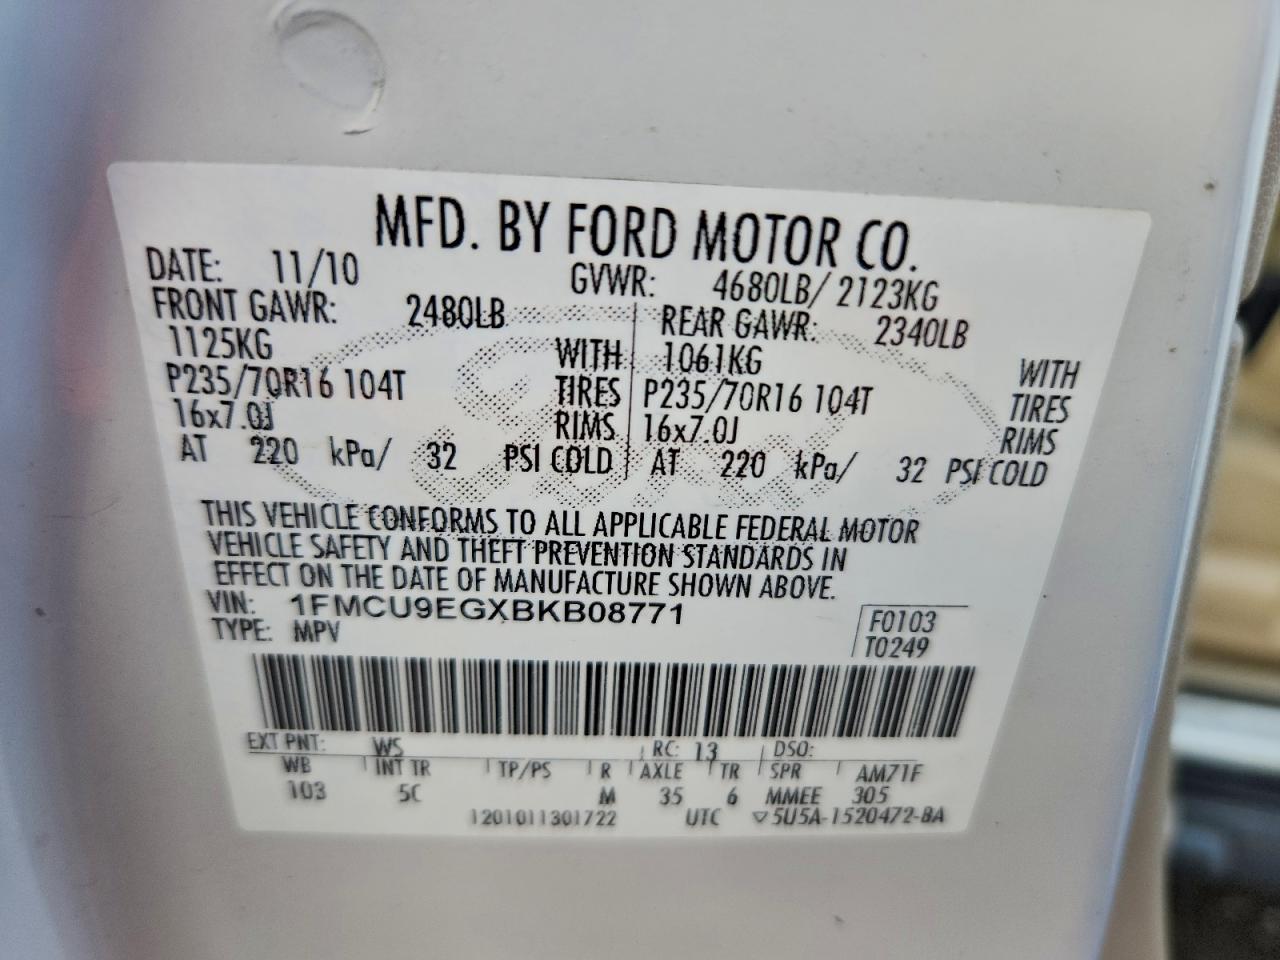 MFD. BY FORD MOTOR CO.
DATE: 11/10 GVWR: 4680LB/ 2123KG
FRONT GAWR: 2480LB REAR GAWR: 2340LB
1125KG WITH 1061KG WITH
P235/70R16 104T TIRES P235/70R16 104T TIRES
16x7.0J RIMS 16x7.0J RIMS
AT 220 kPa/ 32 PSI COLD AT 220 kPa/ 32 PSI COLD
THIS VEHICLE CONFORMS TO ALL APPLICABLE FEDERAL MOTOR
VEHICLE SAFETY AND THEFT PREVENTION STANDARDS IN
EFFECT ON THE DATE OF MANUFACTURE SHOWN ABOVE.
VIN: 1FMCU9EGXBKB08771 F0103
TYPE: MPV T0249
EXT PNT: WS RC: 13 DSO:
WB INT TR TP/PS R AXLE TR SPR AM71F
103 5C M 35 6 MMEE 305
1201011301722 UTC ▽5U5A-1520472-BA